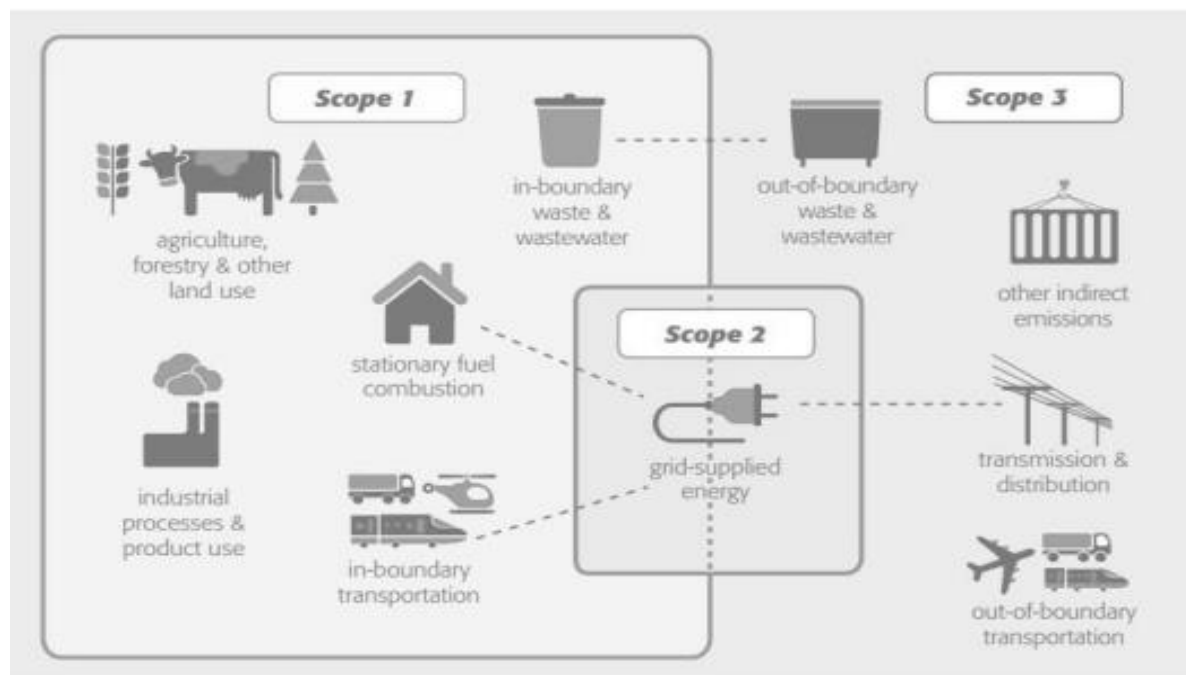 Scope 1
agriculture,
forestry & other
land use
in-boundary
waste &
wastewater
stationary fuel
combustion
industrial
processes &
product use
in-boundary
transportation
Scope 2
grid-supplied
energy
Scope 3
out-of-boundary
waste &
wastewater
other indirect
emissions
transmission &
distribution
out-of-boundary
transportation